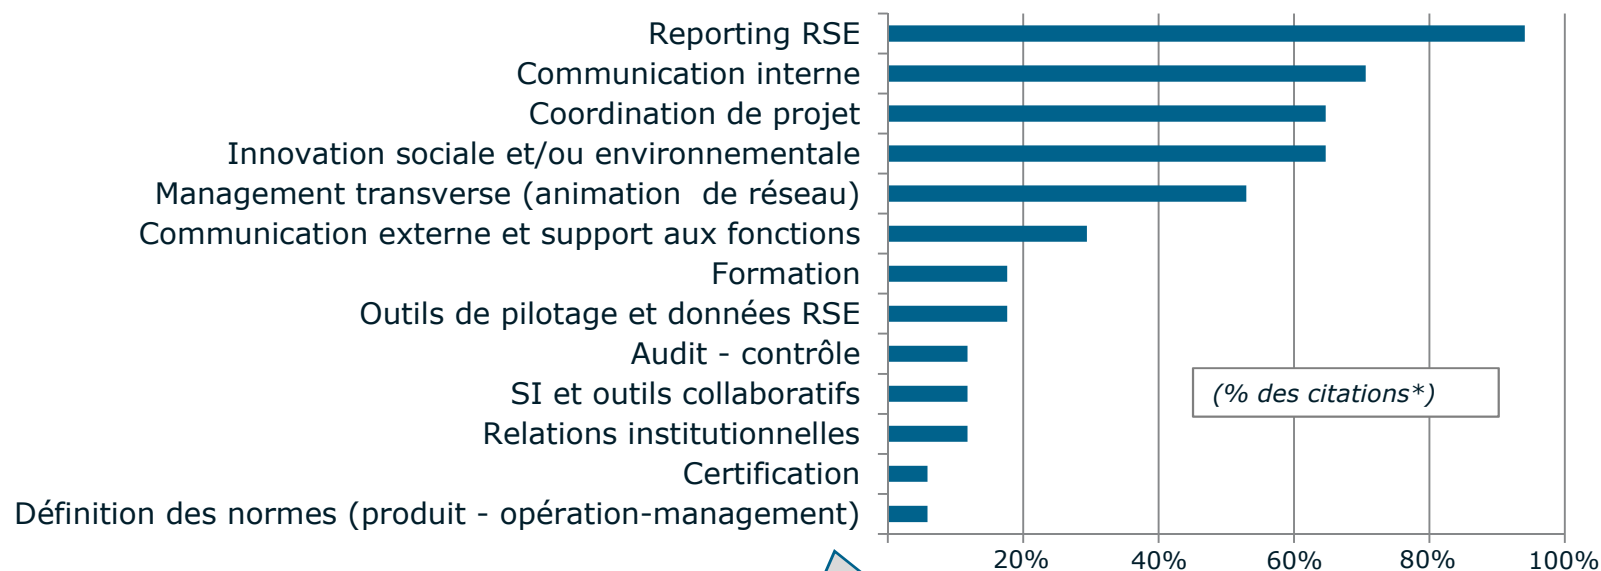 Reporting RSE
Communication interne
Coordination de projet
Innovation sociale et/ou environnementale
Management transverse (animation  de réseau)
Communication externe et support aux fonctions
Formation
Outils de pilotage et données RSE
Audit - contrôle
SI et outils collaboratifs
(% des citations*)
Relations institutionnelles
Certification
Définition des normes (produit - opération-management)
20% 40% 60% 80% 100%